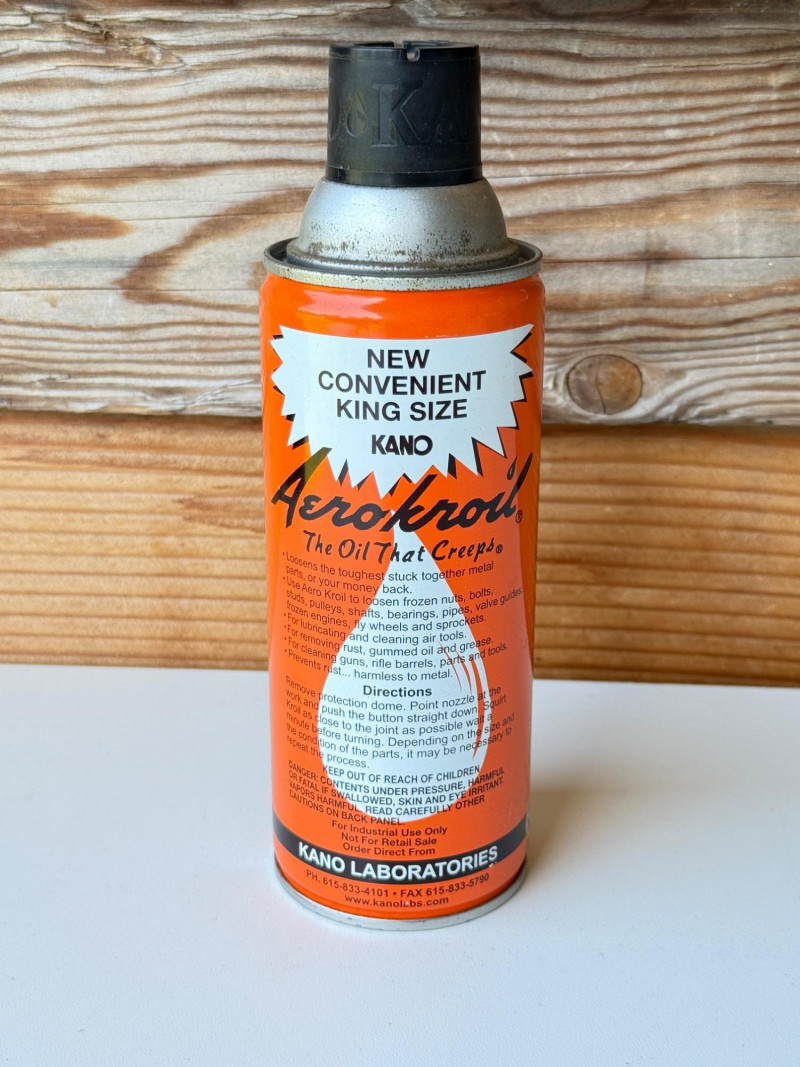 KA
NEW
CONVENIENT
KING SIZE
KANO
Aerokroil®
The Oil That Creeps®
• Loosens the toughest stuck together metal
parts, or your money back.
• Use Aero Kroil to loosen frozen nuts, bolts,
studs, pulleys, shafts, bearings, pipes, valve guides,
frozen engines, fly wheels and sprockets.
• For lubricating and cleaning air tools.
• For removing rust, gummed oil and grease.
• For cleaning guns, rifle barrels, parts and tools.
• Prevents rust... harmless to metal.
Directions
Remove protection dome. Point nozzle at the
work and push the button straight down. Squirt
Kroil as close to the joint as possible wait a
minute before turning. Depending on the size and
the condition of the parts, it may be necessary to
repeat the process.
KEEP OUT OF REACH OF CHILDREN
DANGER: CONTENTS UNDER PRESSURE, HARMFUL
OR FATAL IF SWALLOWED, SKIN AND EYE IRRITANT.
VAPORS HARMFUL. READ CAREFULLY OTHER
CAUTIONS ON BACK PANEL.
For Industrial Use Only
Not For Retail Sale
Order Direct From
KANO LABORATORIES
PH. 615-833-4101 • FAX 615-833-5790
www.kanolabs.com